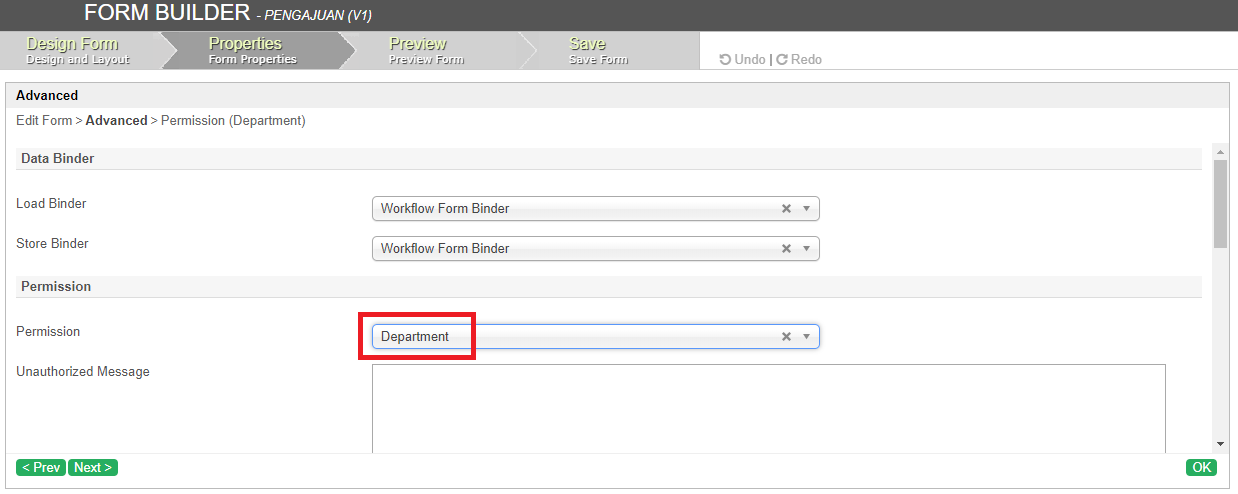 FORM BUILDER - PENGAJUAN (V1)
Design Form
Design and Layout
Properties
Form Properties
Preview
Preview Form
Save
Save Form
Undo | Redo
Advanced
Edit Form > Advanced > Permission (Department)
Data Binder
Load Binder
Workflow Form Binder
Store Binder
Workflow Form Binder
Permission
Permission
Department
Unauthorized Message
< Prev Next > OK